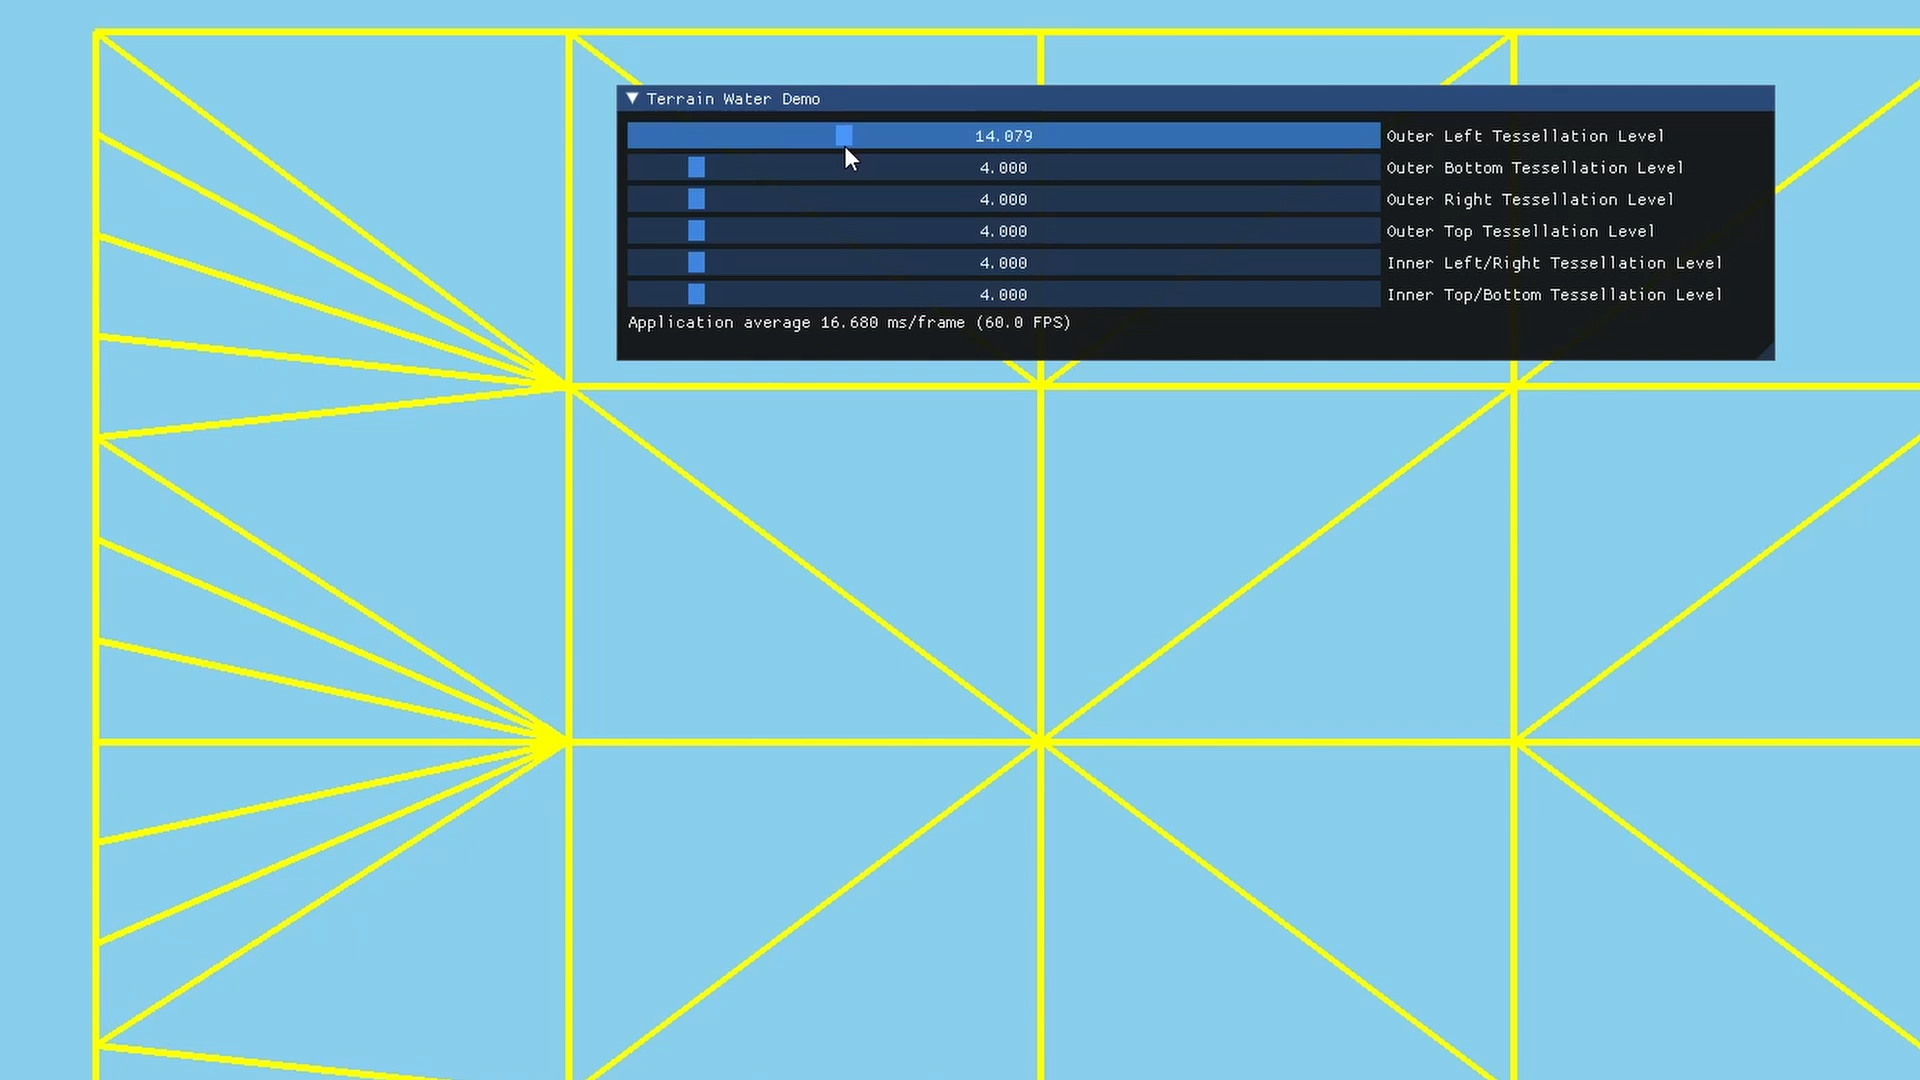 Terrain Water Demo
14.079 Outer Left Tessellation Level
4.000 Outer Bottom Tessellation Level
4.000 Outer Right Tessellation Level
4.000 Outer Top Tessellation Level
4.000 Inner Left/Right Tessellation Level
4.000 Inner Top/Bottom Tessellation Level
Application average 16.680 ms/frame (60.0 FPS)